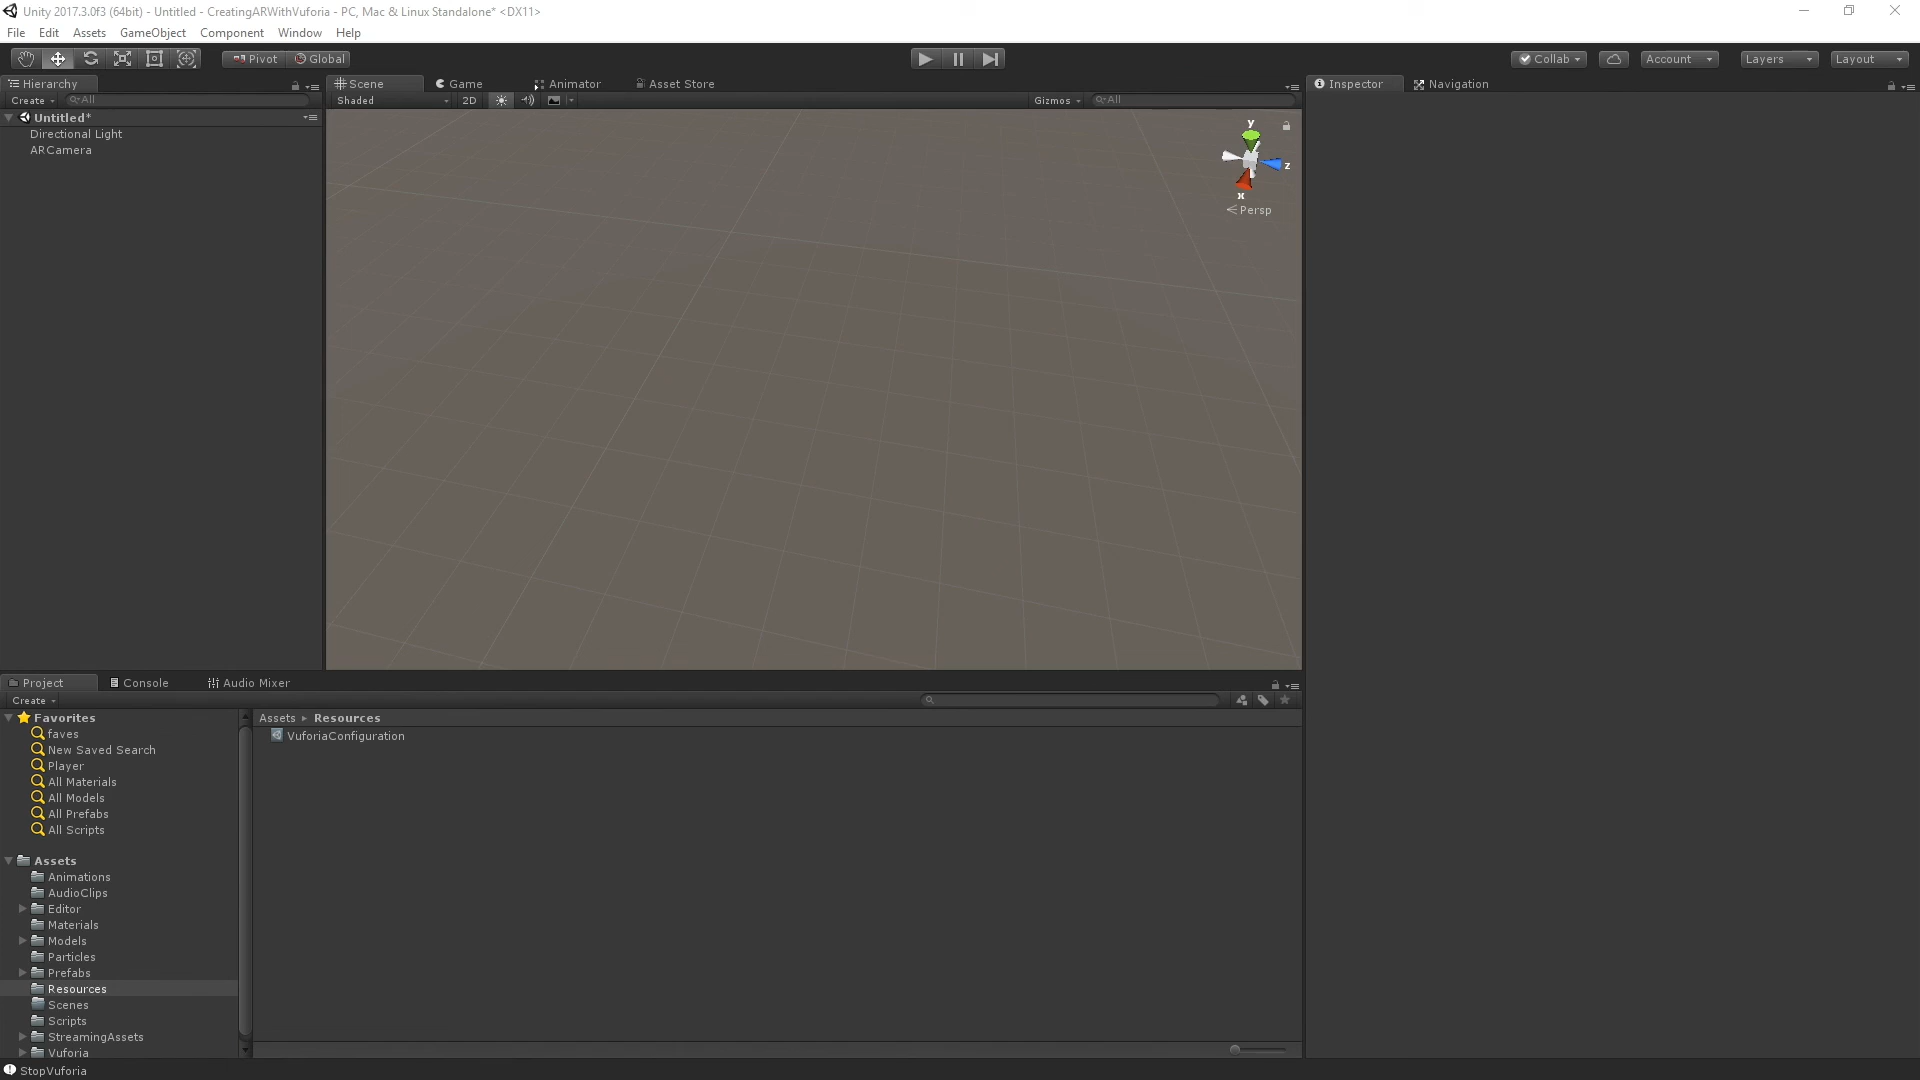 Unity 2017.3.0f3 (64bit) - Untitled - CreatingARWithVuforia - PC, Mac & Linux Standalone* <DX11>
File Edit Assets GameObject Component Window Help
Pivot Global Collab Account Layers Layout
Hierarchy Scene Game Animator Asset Store Inspector Navigation
Create All Shaded 2D Gizmos All
Untitled*
Directional Light
ARCamera
y
z
x
Persp
Project Console Audio Mixer
Create
Favorites
faves
New Saved Search
Player
All Materials
All Models
All Prefabs
All Scripts
Assets
Animations
AudioClips
Editor
Materials
Models
Particles
Prefabs
Resources
Scenes
Scripts
StreamingAssets
Vuforia
Assets Resources
VuforiaConfiguration
StopVuforia